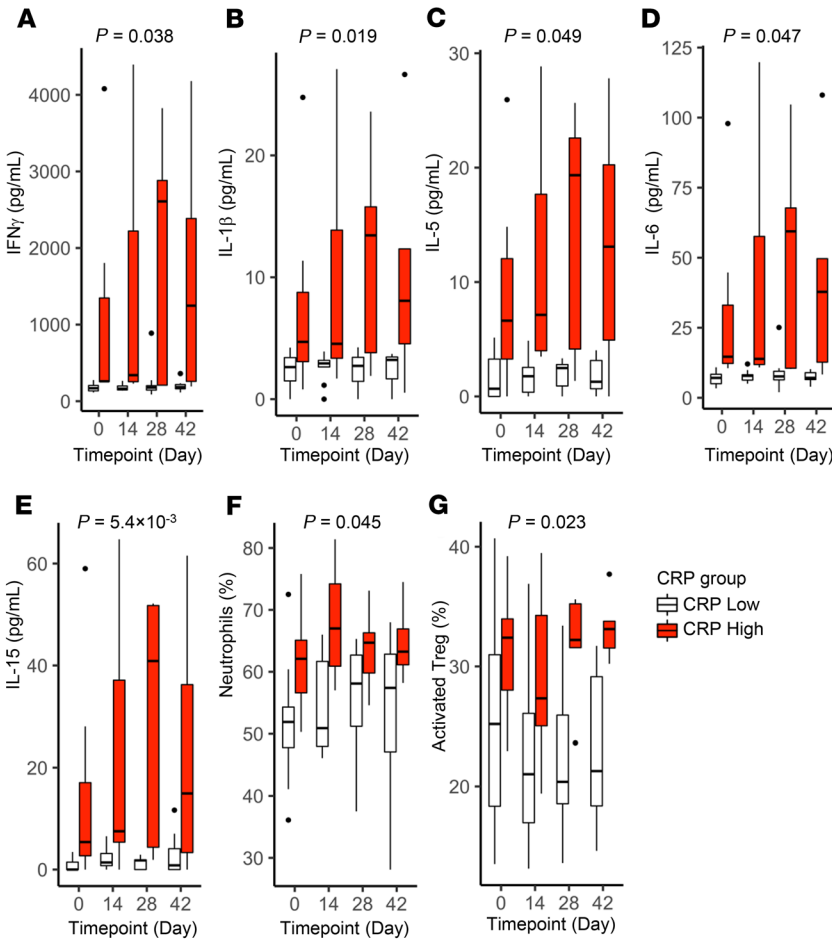 A
P = 0.038
IFNγ (pg/mL)
4000
3000
2000
1000
0
0 14 28 42
Timepoint (Day)
B
P = 0.019
IL-1β (pg/mL)
20
10
0
0 14 28 42
Timepoint (Day)
C
P = 0.049
IL-5 (pg/mL)
30
20
10
0
0 14 28 42
Timepoint (Day)
D
P = 0.047
IL-6 (pg/mL)
125
100
75
50
25
0
0 14 28 42
Timepoint (Day)
E
P = 5.4×10-3
IL-15 (pg/mL)
60
40
20
0
0 14 28 42
Timepoint (Day)
F
P = 0.045
Neutrophils (%)
80
70
60
50
40
30
0 14 28 42
Timepoint (Day)
G
P = 0.023
Activated Treg (%)
40
30
20
0 14 28 42
Timepoint (Day)
CRP group
CRP Low
CRP High